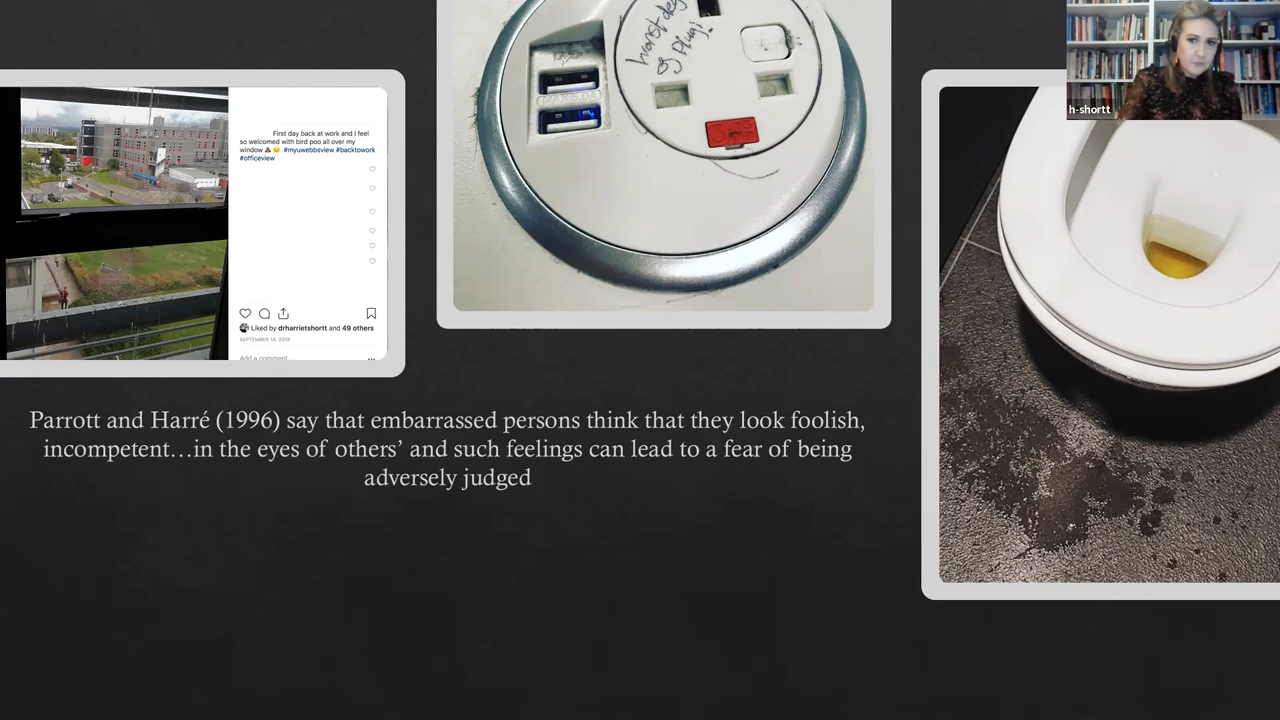 First day back at work and I feel
so welcomed with bird poo all over my
window 💩 😉 #myuwebbsview #backtowork
#officeview
Liked by drharrietshortt and 49 others
SEPTEMBER 14, 2018
Add a comment...
plug!
h-shortt
Parrott and Harré (1996) say that embarrassed persons think that they look foolish,
incompetent…in the eyes of others’ and such feelings can lead to a fear of being
adversely judged